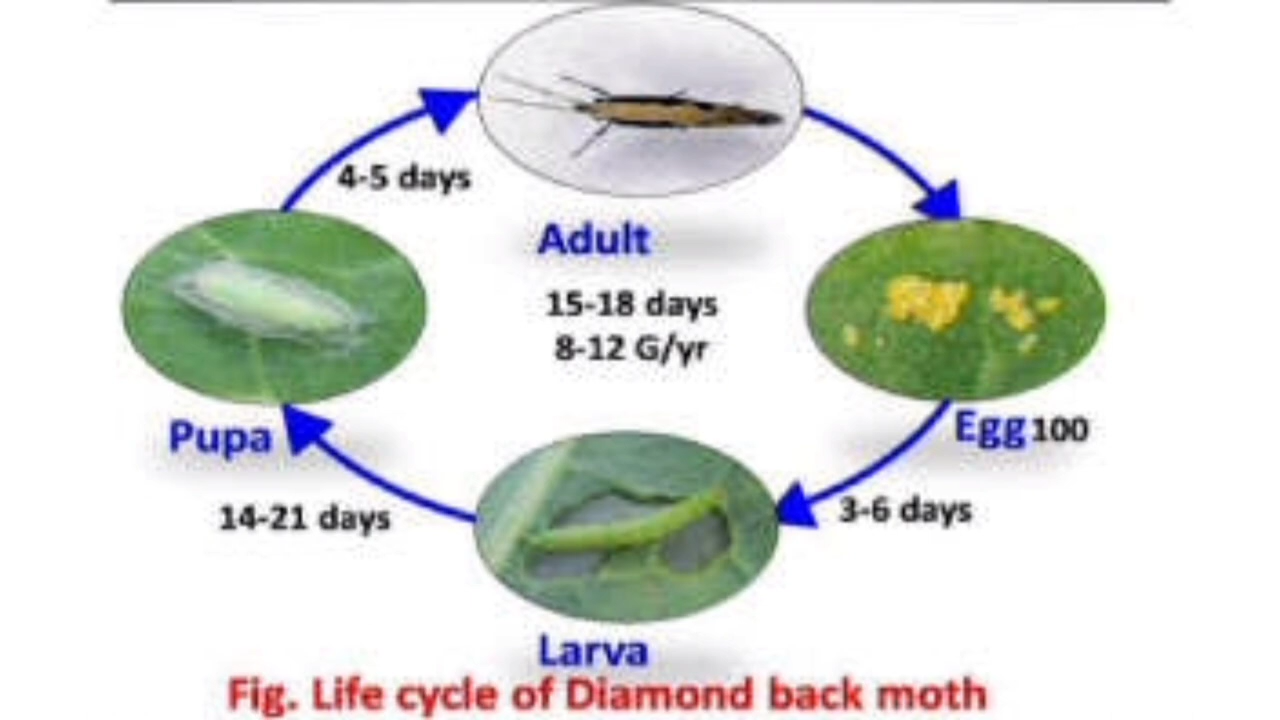 4-5 days
Adult
15-18 days
8-12 G/yr
Pupa
Egg 100
14-21 days
3-6 days
Larva
Fig. Life cycle of Diamond back moth